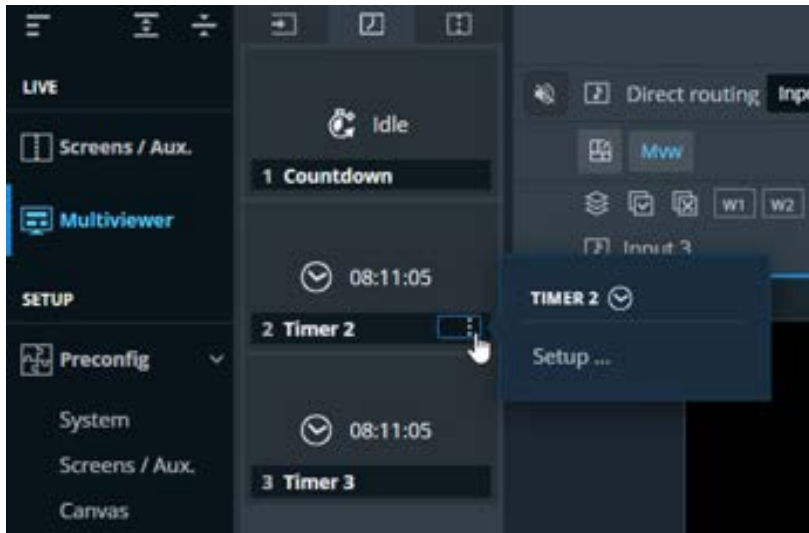 LIVE
Screens / Aux.
Multiviewer
SETUP
Preconfig
System
Screens / Aux.
Canvas
Idle
1 Countdown
08:11:05
2 Timer 2
08:11:05
3 Timer 3
Direct routing
Mvw
W1 W2
Input 3
TIMER 2
Setup ...